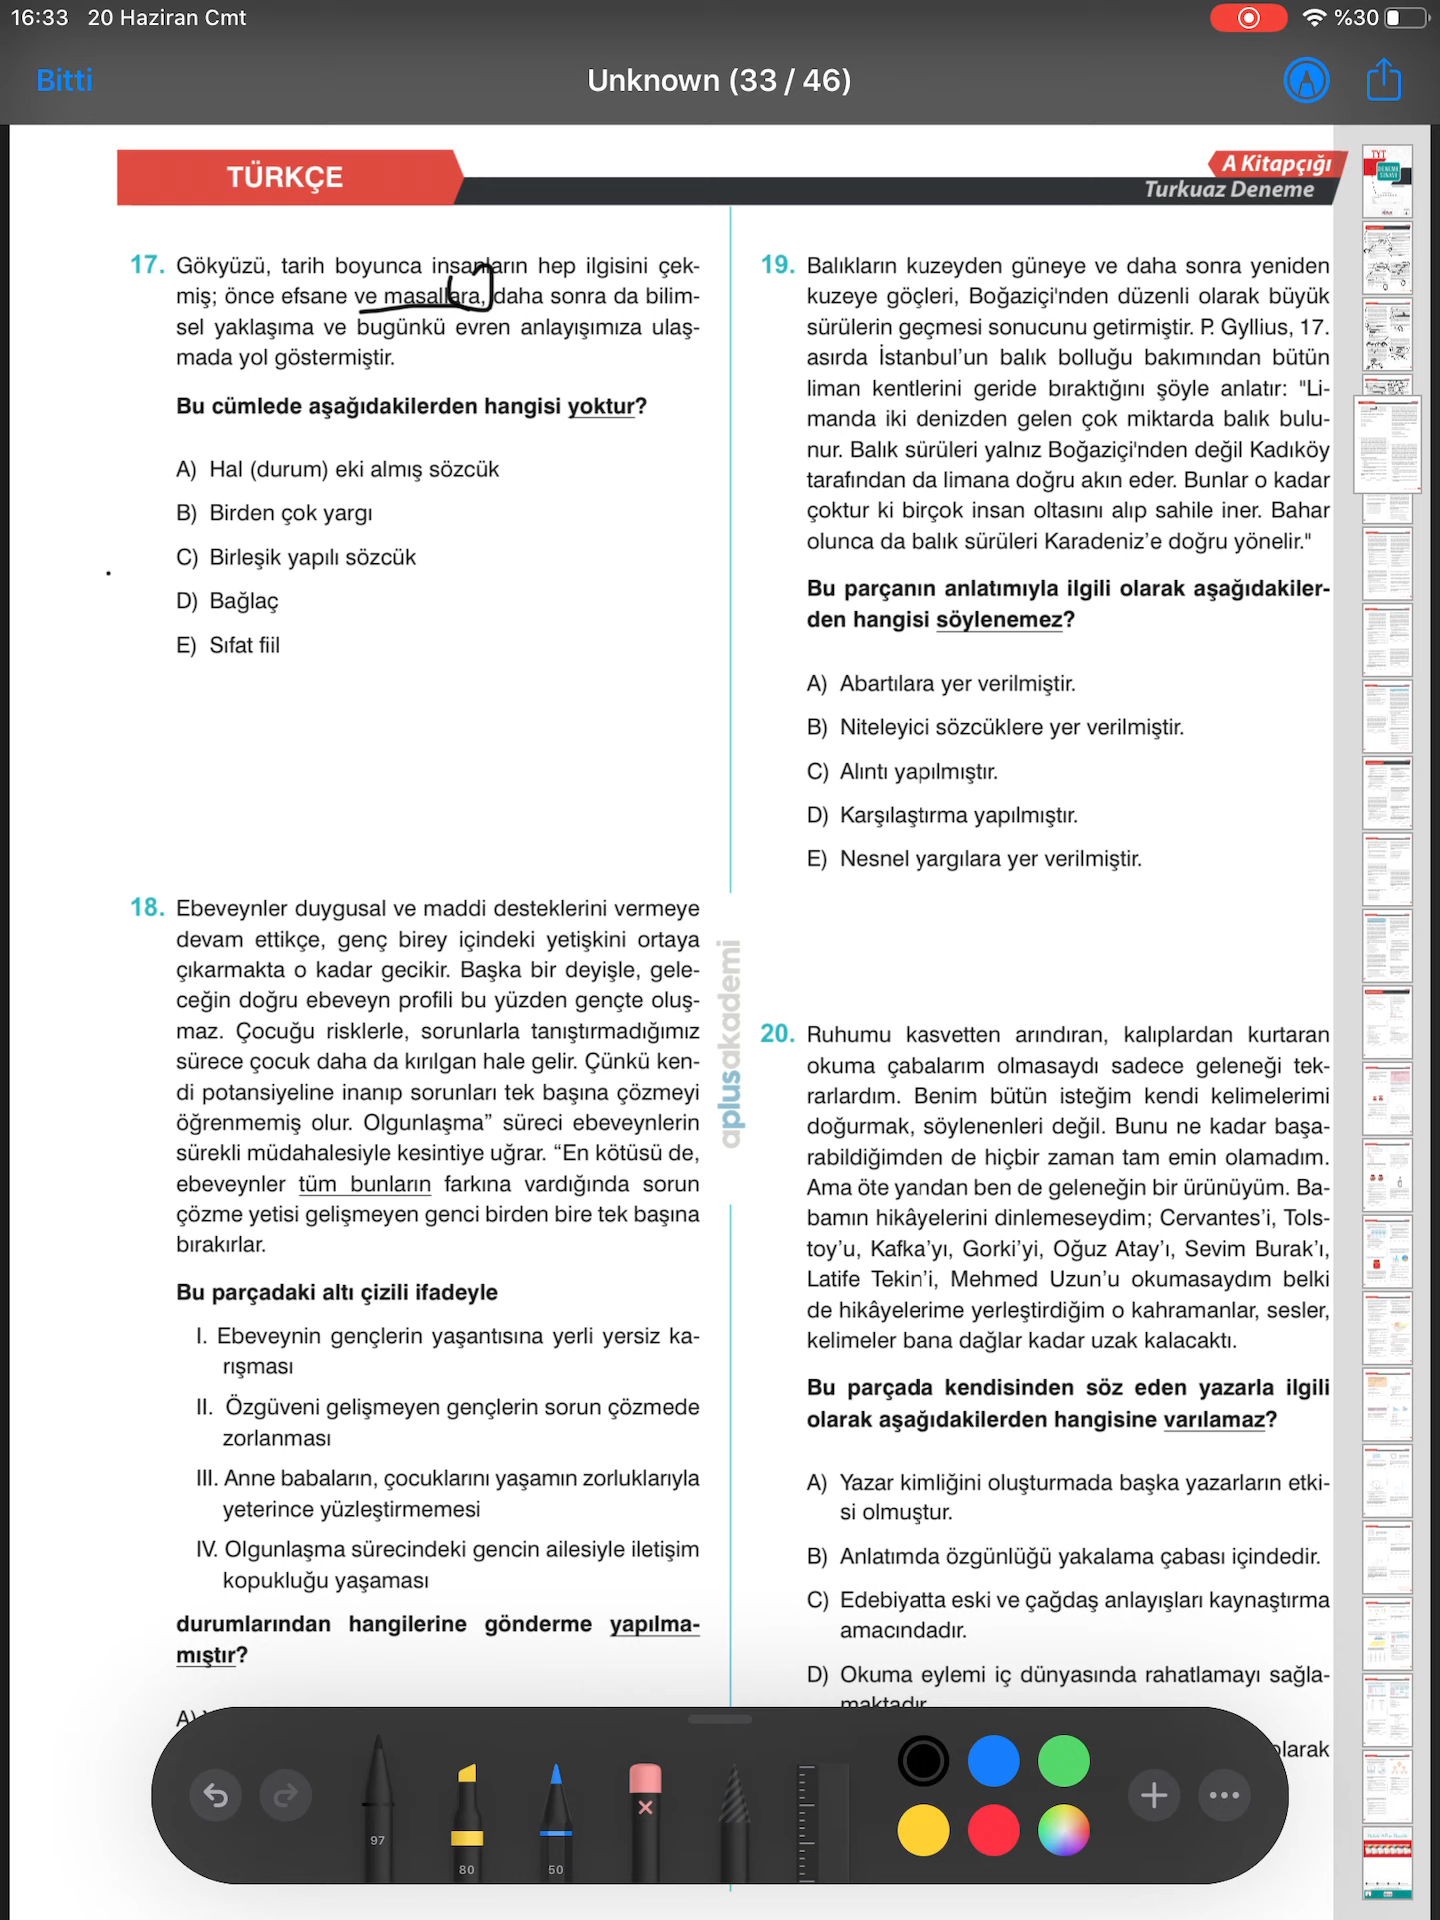 16:33 20 Haziran Cmt
%30
Bitti
Unknown (33 / 46)
TÜRKÇE
A Kitapçığı
Turkuaz Deneme
17. Gökyüzü, tarih boyunca insanların hep ilgisini çek-
miş; önce efsane ve masallara, daha sonra da bilim-
sel yaklaşıma ve bugünkü evren anlayışımıza ulaş-
mada yol göstermiştir.
Bu cümlede aşağıdakilerden hangisi yoktur?
A) Hal (durum) eki almış sözcük
B) Birden çok yargı
C) Birleşik yapılı sözcük
D) Bağlaç
E) Sıfat fiil
18. Ebeveynler duygusal ve maddi desteklerini vermeye
devam ettikçe, genç birey içindeki yetişkini ortaya
çıkarmakta o kadar gecikir. Başka bir deyişle, gele-
ceğin doğru ebeveyn profili bu yüzden gençte oluş-
maz. Çocuğu risklerle, sorunlarla tanıştırmadığımız
sürece çocuk daha da kırılgan hale gelir. Çünkü ken-
di potansiyeline inanıp sorunları tek başına çözmeyi
öğrenmemiş olur. Olgunlaşma” süreci ebeveynlerin
sürekli müdahalesiyle kesintiye uğrar. “En kötüsü de,
ebeveynler tüm bunların farkına vardığında sorun
çözme yetisi gelişmeyen genci birden bire tek başına
bırakırlar.
Bu parçadaki altı çizili ifadeyle
I. Ebeveynin gençlerin yaşantısına yerli yersiz ka-
rışması
II. Özgüveni gelişmeyen gençlerin sorun çözmede
zorlanması
III. Anne babaların, çocuklarını yaşamın zorluklarıyla
yeterince yüzleştirmemesi
IV. Olgunlaşma sürecindeki gencin ailesiyle iletişim
kopukluğu yaşaması
durumlarından hangilerine gönderme yapılma-
mıştır?
A)
aplusakademi
19. Balıkların kuzeyden güneye ve daha sonra yeniden
kuzeye göçleri, Boğaziçi'nden düzenli olarak büyük
sürülerin geçmesi sonucunu getirmiştir. P. Gyllius, 17.
asırda İstanbul’un balık bolluğu bakımından bütün
liman kentlerini geride bıraktığını şöyle anlatır: "Li-
manda iki denizden gelen çok miktarda balık bulu-
nur. Balık sürüleri yalnız Boğaziçi'nden değil Kadıköy
tarafından da limana doğru akın eder. Bunlar o kadar
çoktur ki birçok insan oltasını alıp sahile iner. Bahar
olunca da balık sürüleri Karadeniz’e doğru yönelir."
Bu parçanın anlatımıyla ilgili olarak aşağıdakiler-
den hangisi söylenemez?
A) Abartılara yer verilmiştir.
B) Niteleyici sözcüklere yer verilmiştir.
C) Alıntı yapılmıştır.
D) Karşılaştırma yapılmıştır.
E) Nesnel yargılara yer verilmiştir.
20. Ruhumu kasvetten arındıran, kalıplardan kurtaran
okuma çabalarım olmasaydı sadece geleneği tek-
rarlardım. Benim bütün isteğim kendi kelimelerimi
doğurmak, söylenenleri değil. Bunu ne kadar başa-
rabildiğimden de hiçbir zaman tam emin olamadım.
Ama öte yandan ben de geleneğin bir ürünüyüm. Ba-
bamın hikâyelerini dinlemeseydim; Cervantes’i, Tols-
toy’u, Kafka’yı, Gorki’yi, Oğuz Atay’ı, Sevim Burak’ı,
Latife Tekin’i, Mehmed Uzun’u okumasaydım belki
de hikâyelerime yerleştirdiğim o kahramanlar, sesler,
kelimeler bana dağlar kadar uzak kalacaktı.
Bu parçada kendisinden söz eden yazarla ilgili
olarak aşağıdakilerden hangisine varılamaz?
A) Yazar kimliğini oluşturmada başka yazarların etki-
si olmuştur.
B) Anlatımda özgünlüğü yakalama çabası içindedir.
C) Edebiyatta eski ve çağdaş anlayışları kaynaştırma
amacındadır.
D) Okuma eylemi iç dünyasında rahatlamayı sağla-
maktadır.
olarak
97
80
50